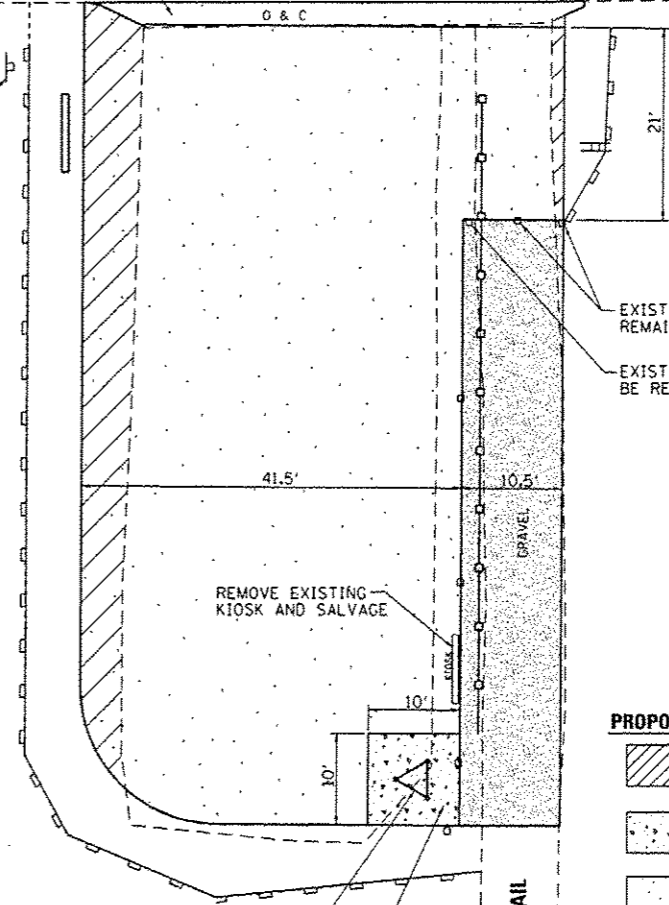 O & C
21'
EXIST
REMAI
EXIST
BE RE
41.5'
10.5'
GRAVEL
REMOVE EXISTING
KIOSK AND SALVAGE
KIOSK
10'
10'
PROPO
AIL